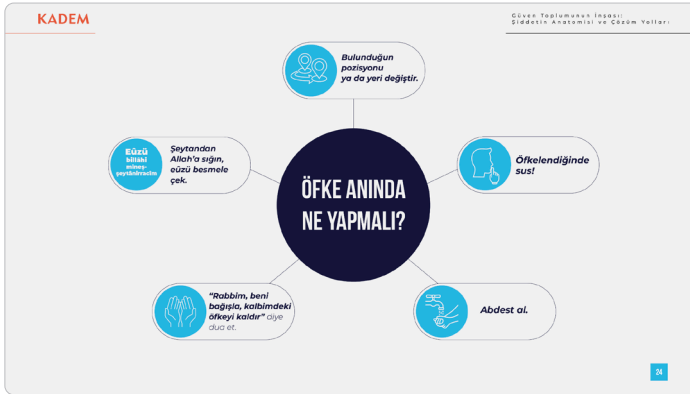 KADEM
Güven Toplumunun İnşası:
Şiddetin Anatomisi ve Çözüm Yolları
Bulunduğun
pozisyonu
ya da yeri değiştir.
Eûzü
billâhi
mineş-
şeytânirracîm
Şeytandan
Allah'a sığın,
eûzü besmele
çek.
Öfkelendiğinde
sus!
ÖFKE ANINDA
NE YAPMALI?
"Rabbim, beni
bağışla, kalbimdeki
öfkeyi kaldır" diye
dua et.
Abdest al.
24